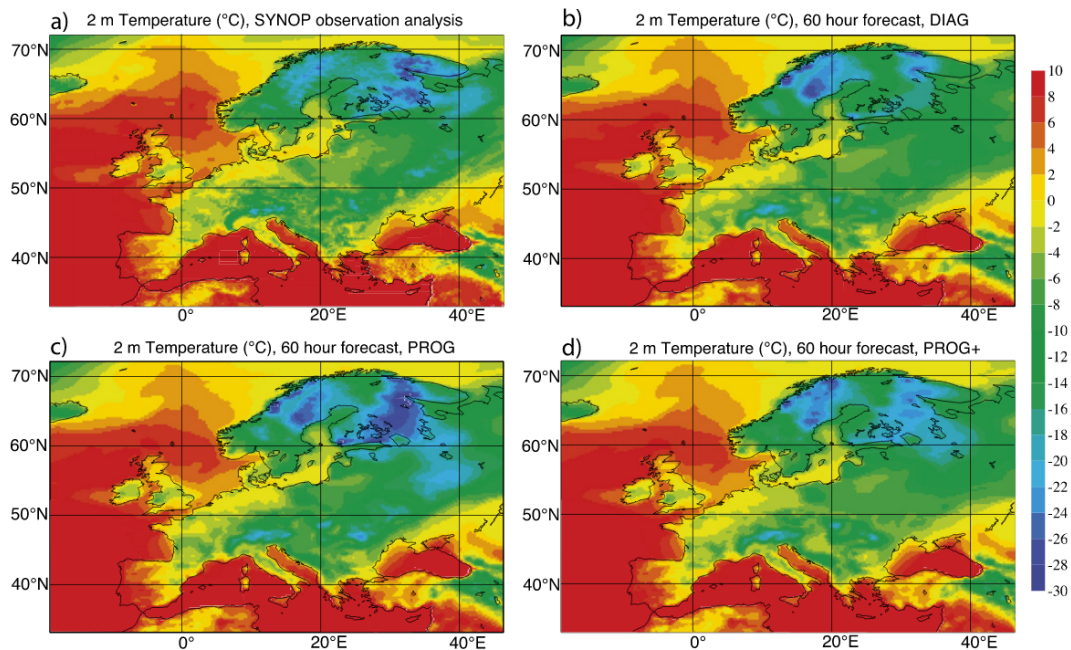 a) 2 m Temperature (°C), SYNOP observation analysis
b) 2 m Temperature (°C), 60 hour forecast, DIAG
70°N
60°N
50°N
40°N
0°
20°E
40°E
70°N
60°N
50°N
40°N
0°
20°E
40°E
c) 2 m Temperature (°C), 60 hour forecast, PROG
d) 2 m Temperature (°C), 60 hour forecast, PROG+
70°N
60°N
50°N
40°N
0°
20°E
40°E
70°N
60°N
50°N
40°N
0°
20°E
40°E
10
8
6
4
2
0
-2
-4
-6
-8
-10
-12
-14
-16
-18
-20
-22
-24
-26
-28
-30